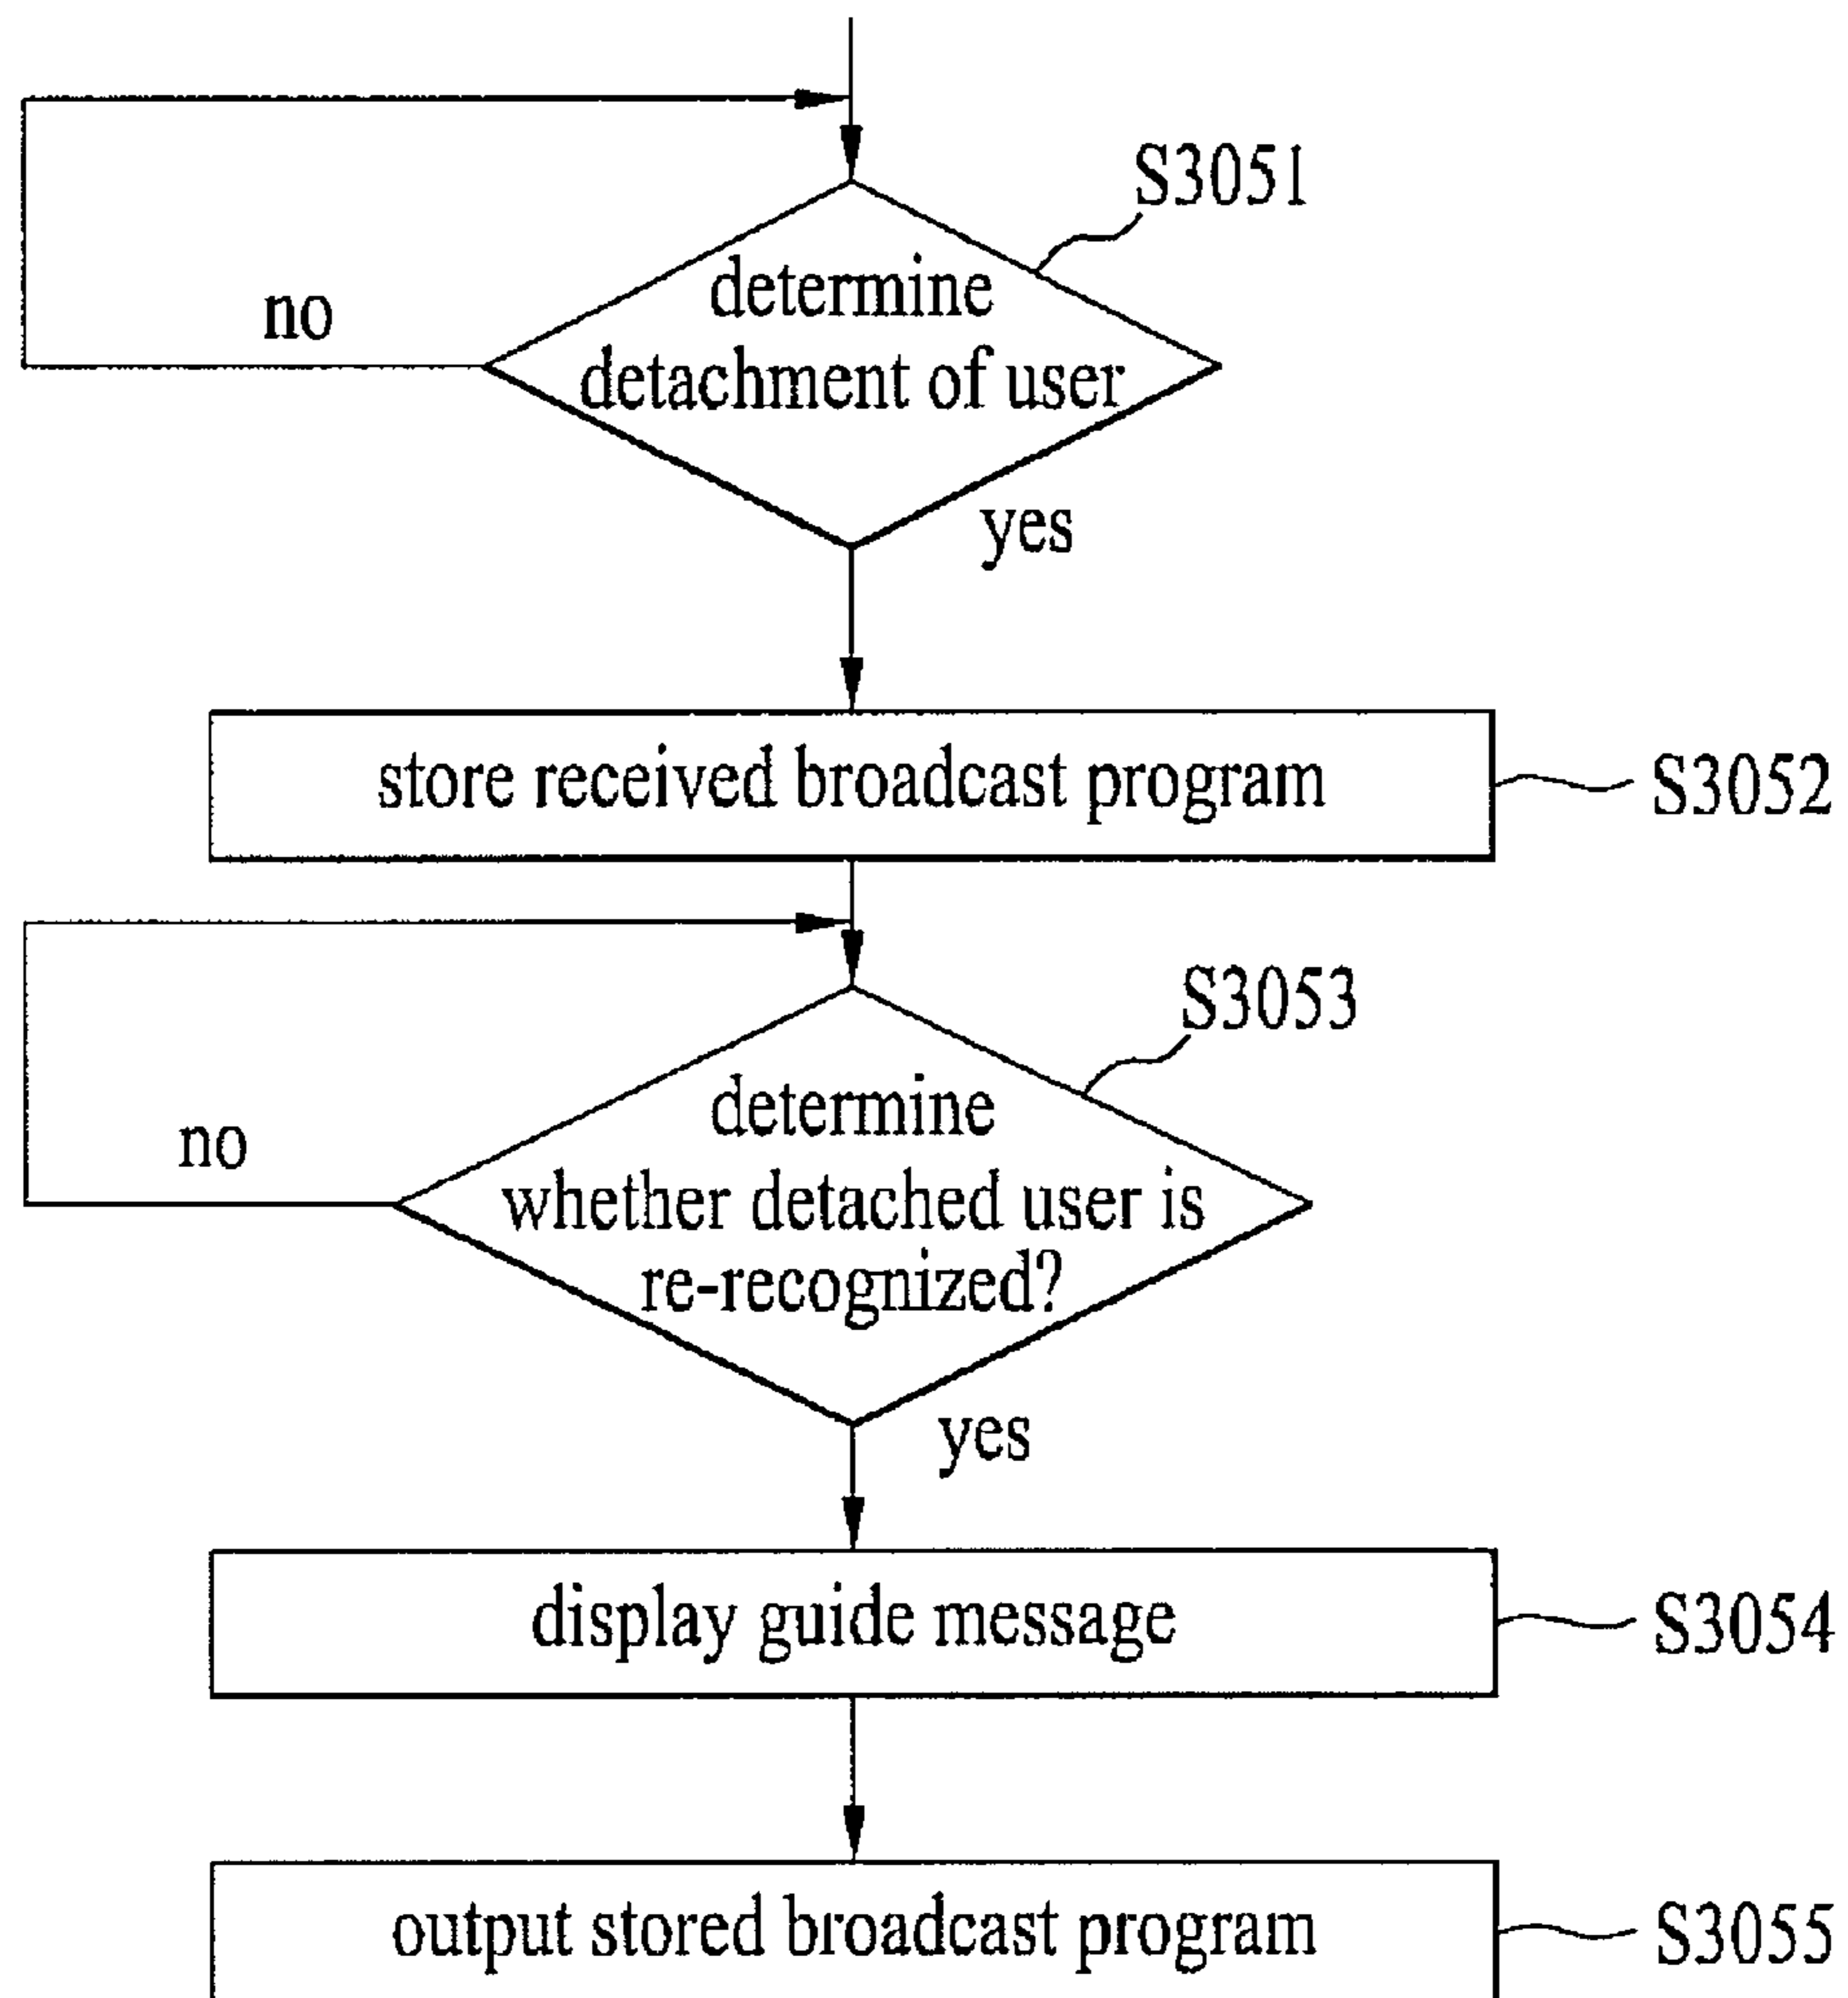 S3051
determine
detachment of user
no
yes
store received broadcast program
S3052
S3053
determine
whether detached user is
re-recognized?
no
yes
display guide message
S3054
output stored broadcast program
S3055